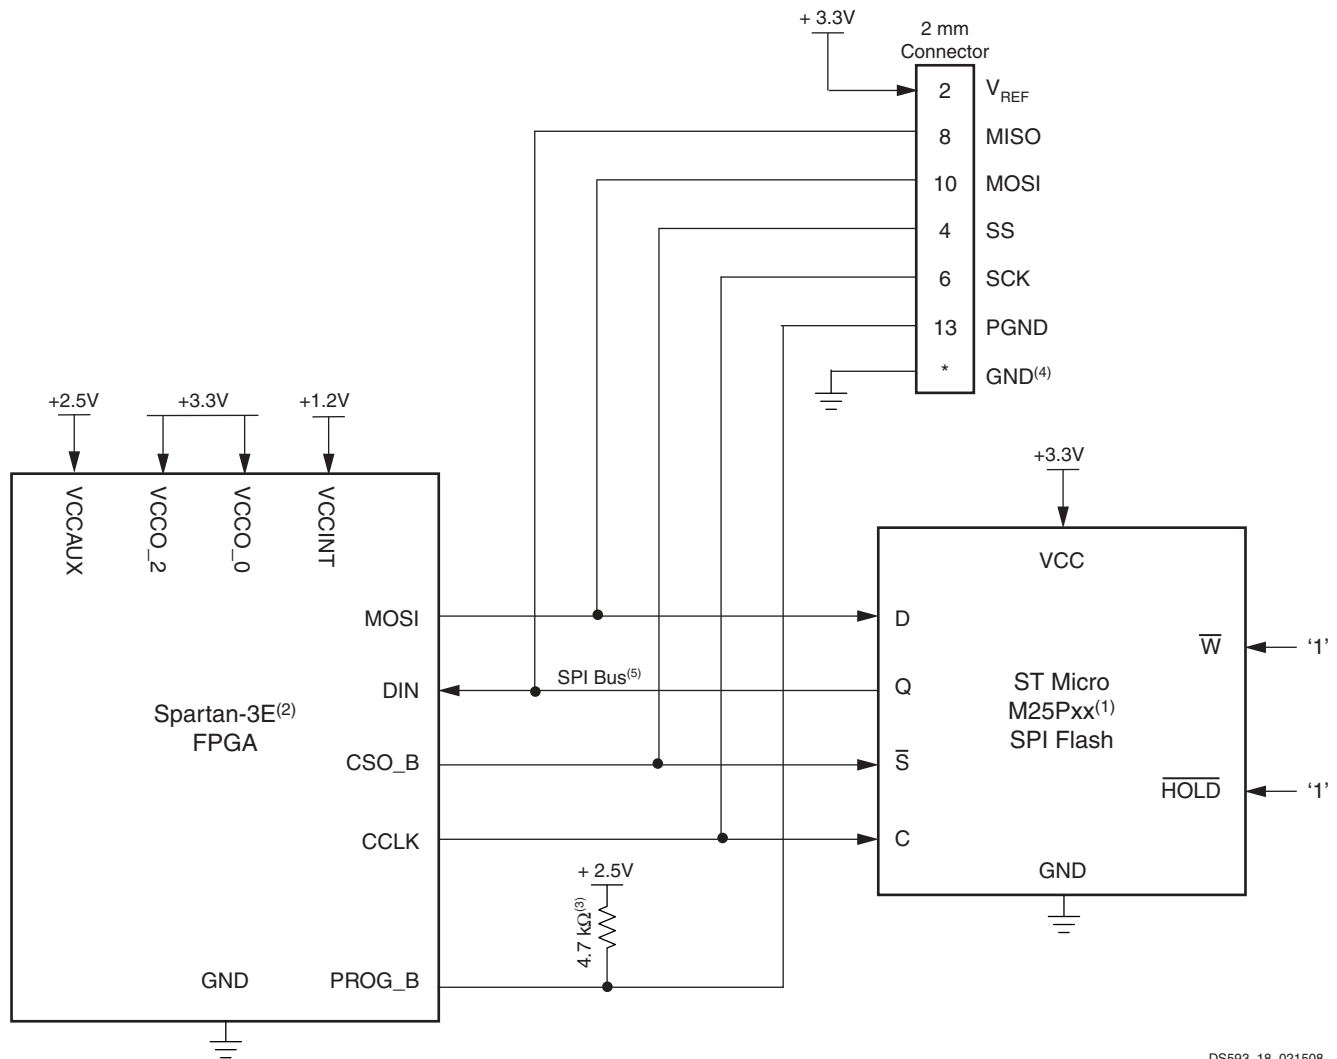 + 3.3V
2 mm
Connector
2 VREF
8 MISO
10 MOSI
4 SS
6 SCK
13 PGND
* GND(4)
+2.5V
+3.3V
+1.2V
VCCAUX
VCCO_2
VCCO_0
VCCINT
MOSI
DIN
CSO_B
CCLK
PROG_B
GND
Spartan-3E(2)
FPGA
SPI Bus(5)
+ 2.5V
4.7 kΩ(3)
+3.3V
VCC
D
Q
S̅
C
ST Micro
M25Pxx(1)
SPI Flash
W̅ '1'
H̅O̅L̅D̅ '1'
GND
DS593_18_021508